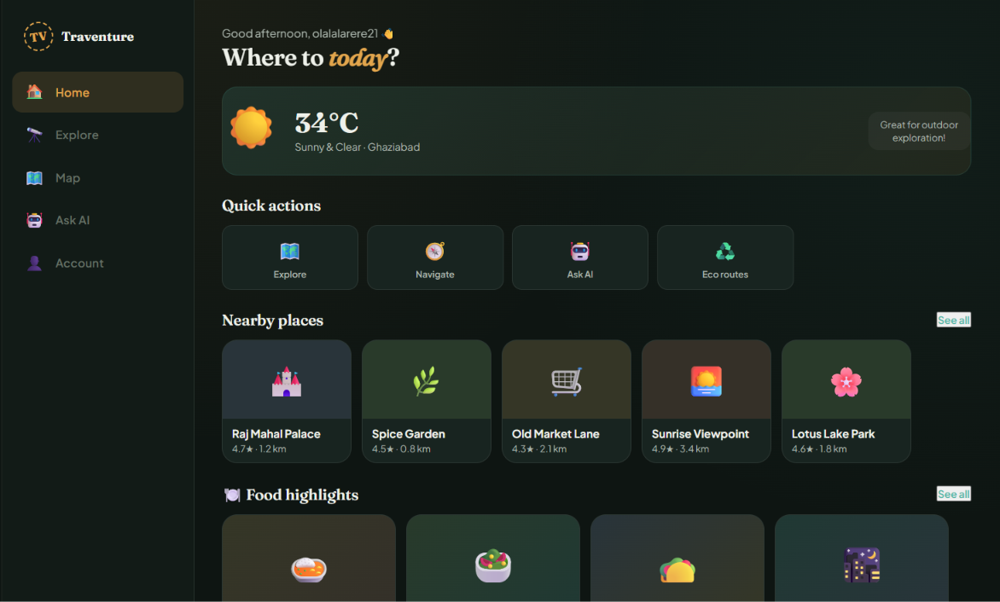 TV Traventure
Home
Explore
Map
Ask AI
Account
Good afternoon, olalalarere21 👋
Where to today?
34°C
Sunny & Clear · Ghaziabad
Great for outdoor
exploration!
Quick actions
Explore
Navigate
Ask AI
Eco routes
Nearby places
See all
Raj Mahal Palace
4.7★ · 1.2 km
Spice Garden
4.5★ · 0.8 km
Old Market Lane
4.3★ · 2.1 km
Sunrise Viewpoint
4.9★ · 3.4 km
Lotus Lake Park
4.6★ · 1.8 km
🍽️ Food highlights
See all